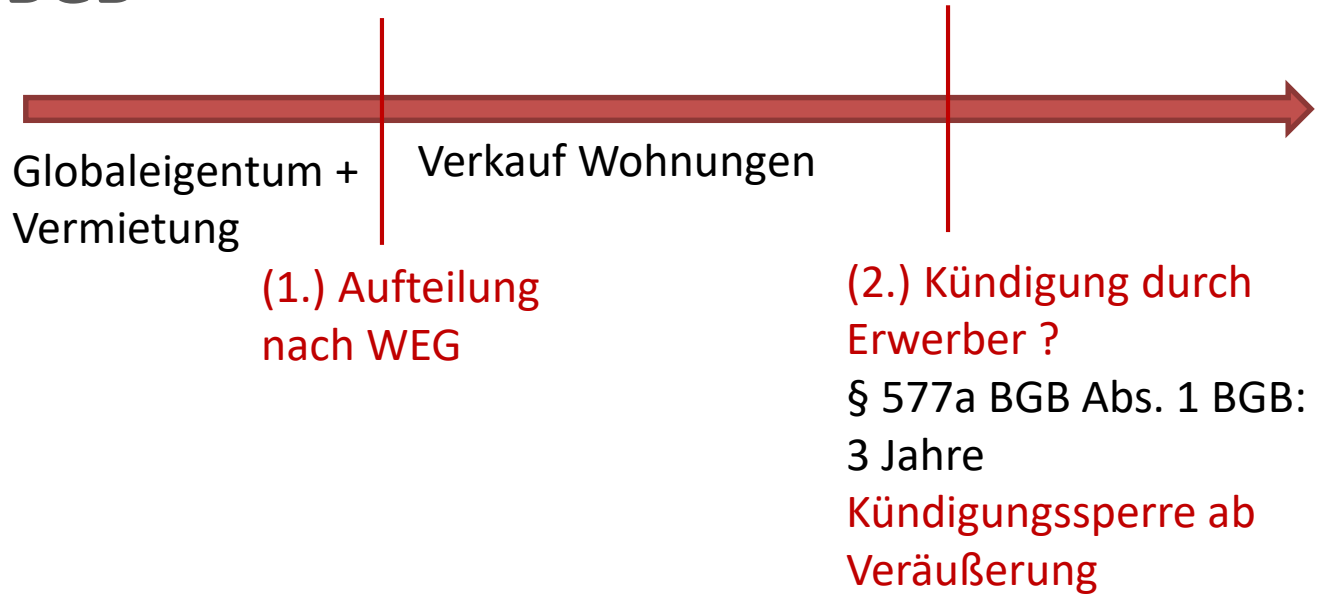 Globaleigentum +
Vermietung
Verkauf Wohnungen
(1.) Aufteilung
nach WEG
(2.) Kündigung durch
Erwerber ?
§ 577a BGB Abs. 1 BGB:
3 Jahre
Kündigungssperre ab
Veräußerung